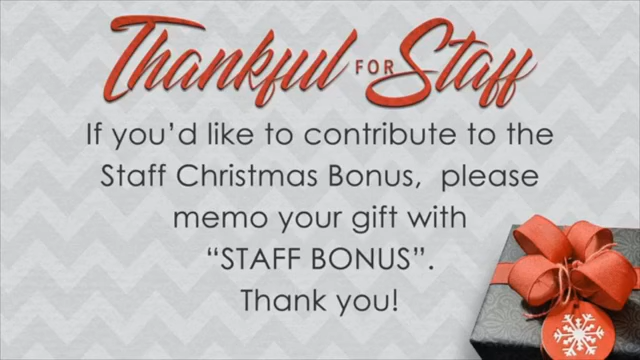 Thankful FOR Staff
If you’d like to contribute to the
Staff Christmas Bonus,  please
memo your gift with
“STAFF BONUS”.
Thank you!